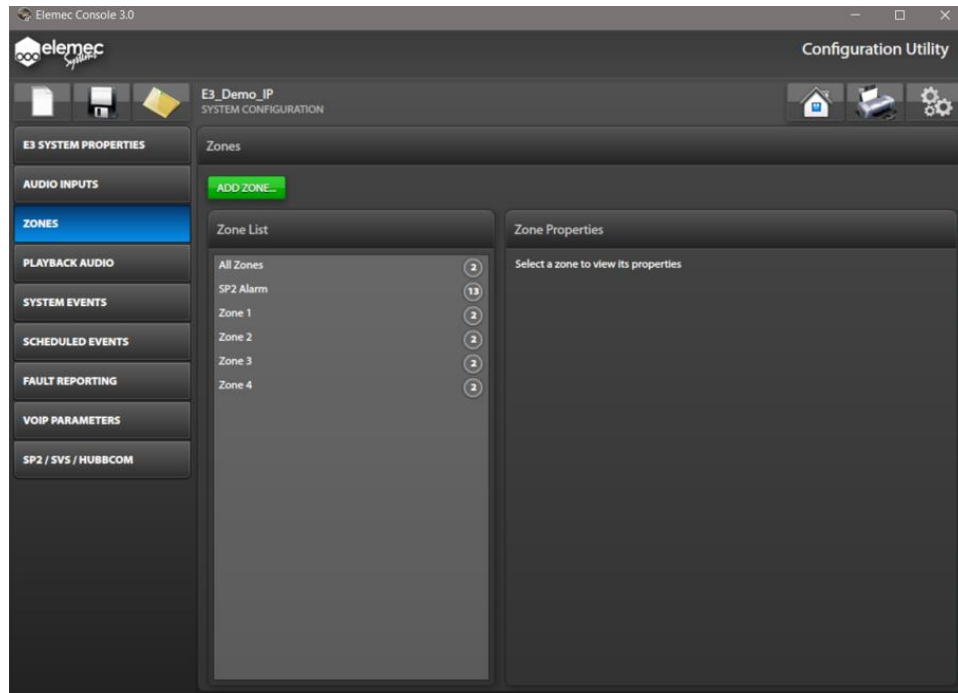 Elemec Console 3.0
elemec
Systems
Configuration Utility
E3_Demo_IP
SYSTEM CONFIGURATION
E3 SYSTEM PROPERTIES
AUDIO INPUTS
ZONES
PLAYBACK AUDIO
SYSTEM EVENTS
SCHEDULED EVENTS
FAULT REPORTING
VOIP PARAMETERS
SP2 / SVS / HUBBCOM
Zones
ADD ZONE...
Zone List
All Zones 2
SP2 Alarm 13
Zone 1 2
Zone 2 2
Zone 3 2
Zone 4 2
Zone Properties
Select a zone to view its properties